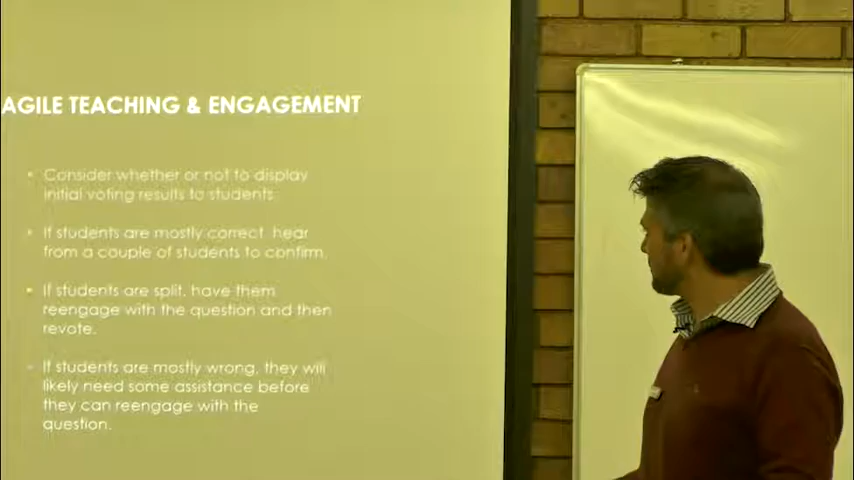 AGILE TEACHING & ENGAGEMENT
• Consider whether or not to display
initial voting results to students.
• If students are mostly correct, hear
from a couple of students to confirm.
• If students are split, have them
reengage with the question and then
revote.
• If students are mostly wrong, they will
likely need some assistance before
they can reengage with the
question.